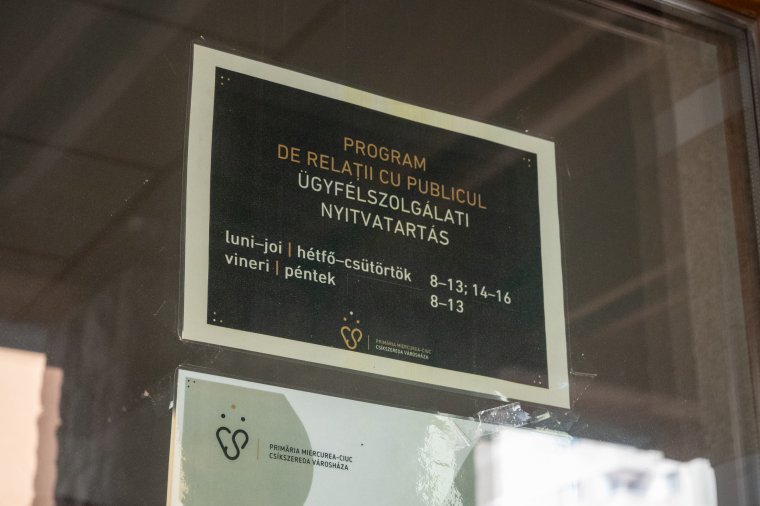 PROGRAM
DE RELAȚII CU PUBLICUL
ÜGYFÉLSZOLGÁLATI
NYITVATARTÁS
luni–joi | hétfő–csütörtök 8–13; 14–16
vineri | péntek 8–13
PRIMĂRIA MIERCUREA-CIUC
CSÍKSZEREDA VÁROSHÁZA
PRIMĂRIA MIERCUREA-CIUC
CSÍKSZEREDA VÁROSHÁZA